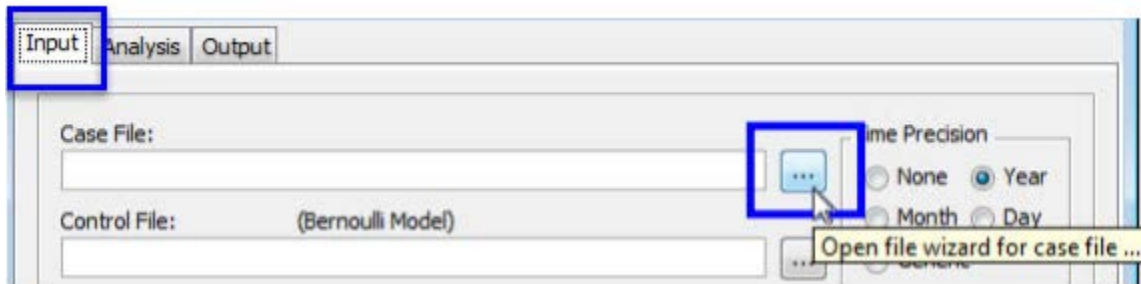 Input Analysis Output
Case File:
... ime Precision
None Year
Control File: (Bernoulli Model) Month Day
Open file wizard for case file ...
...